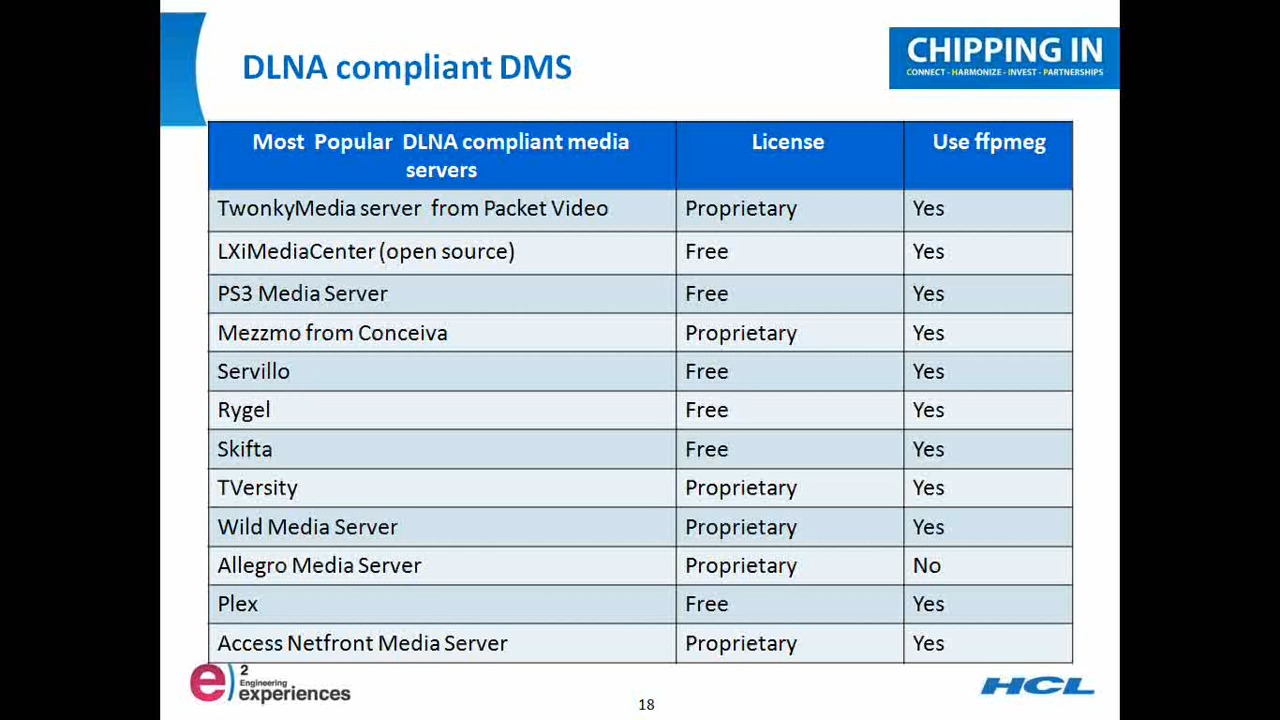 DLNA compliant DMS
CHIPPING IN
CONNECT - HARMONIZE - INVEST - PARTNERSHIPS
Most Popular DLNA compliant media
servers
License
Use ffpmeg
TwonkyMedia server from Packet Video Proprietary Yes
LXiMediaCenter (open source) Free Yes
PS3 Media Server Free Yes
Mezzmo from Conceiva Proprietary Yes
Servillo Free Yes
Rygel Free Yes
Skifta Free Yes
TVersity Proprietary Yes
Wild Media Server Proprietary Yes
Allegro Media Server Proprietary No
Plex Free Yes
Access Netfront Media Server Proprietary Yes
e) 2
Engineering
experiences
18
HCL